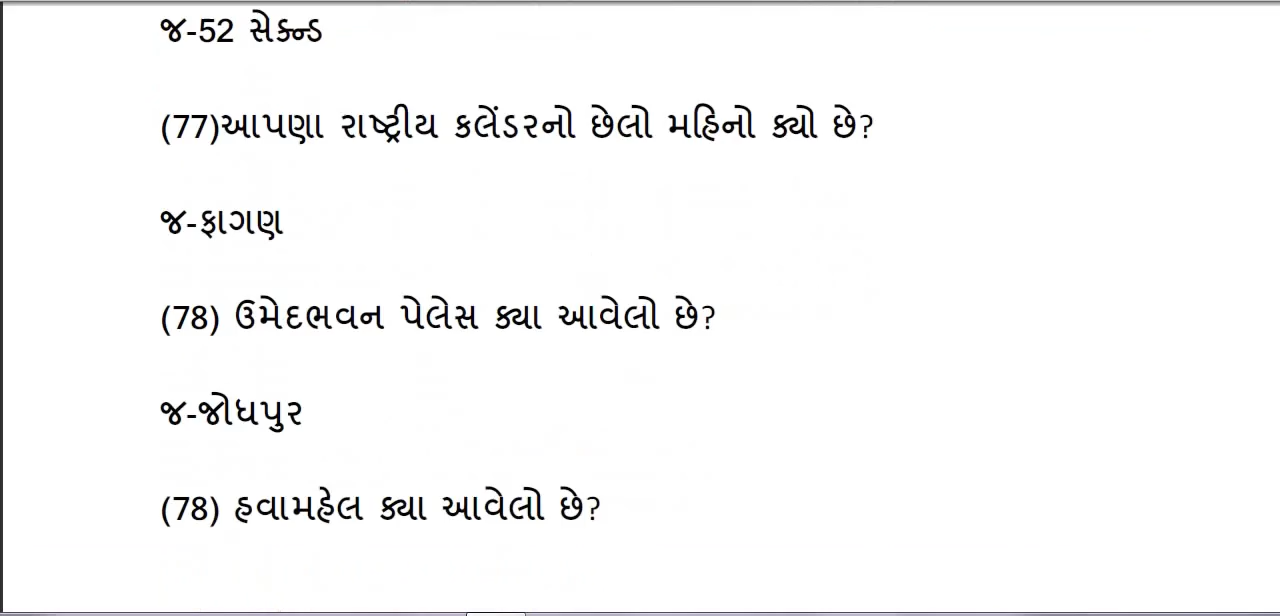 જ-52 સેક્ન્ડ
(77)આપણા રાષ્ટ્રીય કલેંડરનો છેલો મહિનો ક્યો છે?
જ-ફાગણ
(78) ઉમેદભવન પેલેસ ક્યા આવેલો છે?
જ-જોધપુર
(78) હવામહેલ ક્યા આવેલો છે?